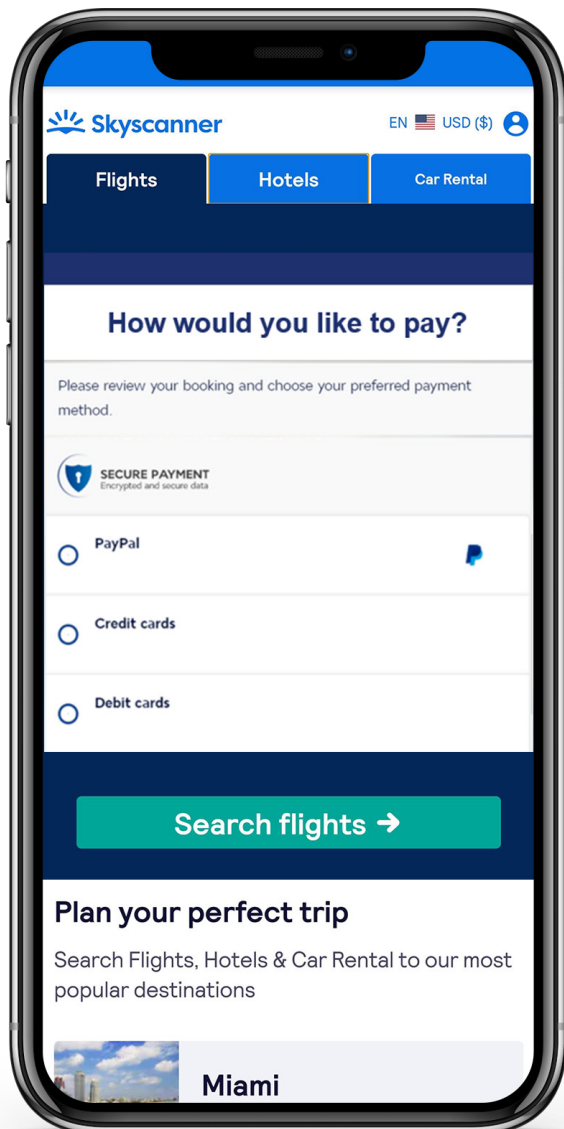 Skyscanner
EN USD ($)
Flights
Hotels
Car Rental
How would you like to pay?
Please review your booking and choose your preferred payment
method.
SECURE PAYMENT
Encrypted and secure data
PayPal
Credit cards
Debit cards
Search flights →
Plan your perfect trip
Search Flights, Hotels & Car Rental to our most
popular destinations
Miami